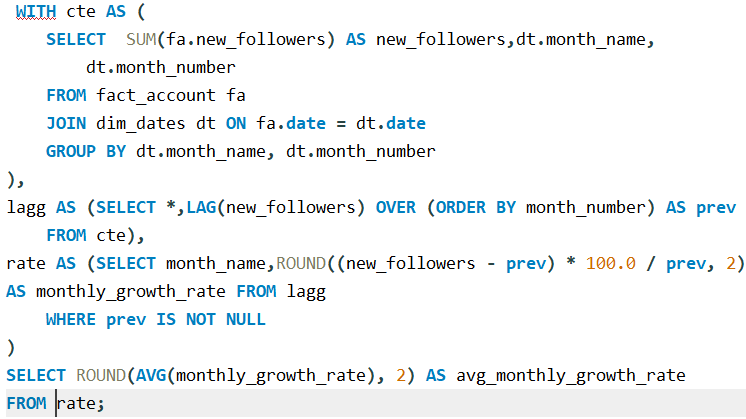 WITH cte AS (
SELECT  SUM(fa.new_followers) AS new_followers,dt.month_name,
dt.month_number
FROM fact_account fa
JOIN dim_dates dt ON fa.date = dt.date
GROUP BY dt.month_name, dt.month_number
),
lagg AS (SELECT *,LAG(new_followers) OVER (ORDER BY month_number) AS prev
FROM cte),
rate AS (SELECT month_name,ROUND((new_followers - prev) * 100.0 / prev, 2)
AS monthly_growth_rate FROM lagg
WHERE prev IS NOT NULL
)
SELECT ROUND(AVG(monthly_growth_rate), 2) AS avg_monthly_growth_rate
FROM rate;